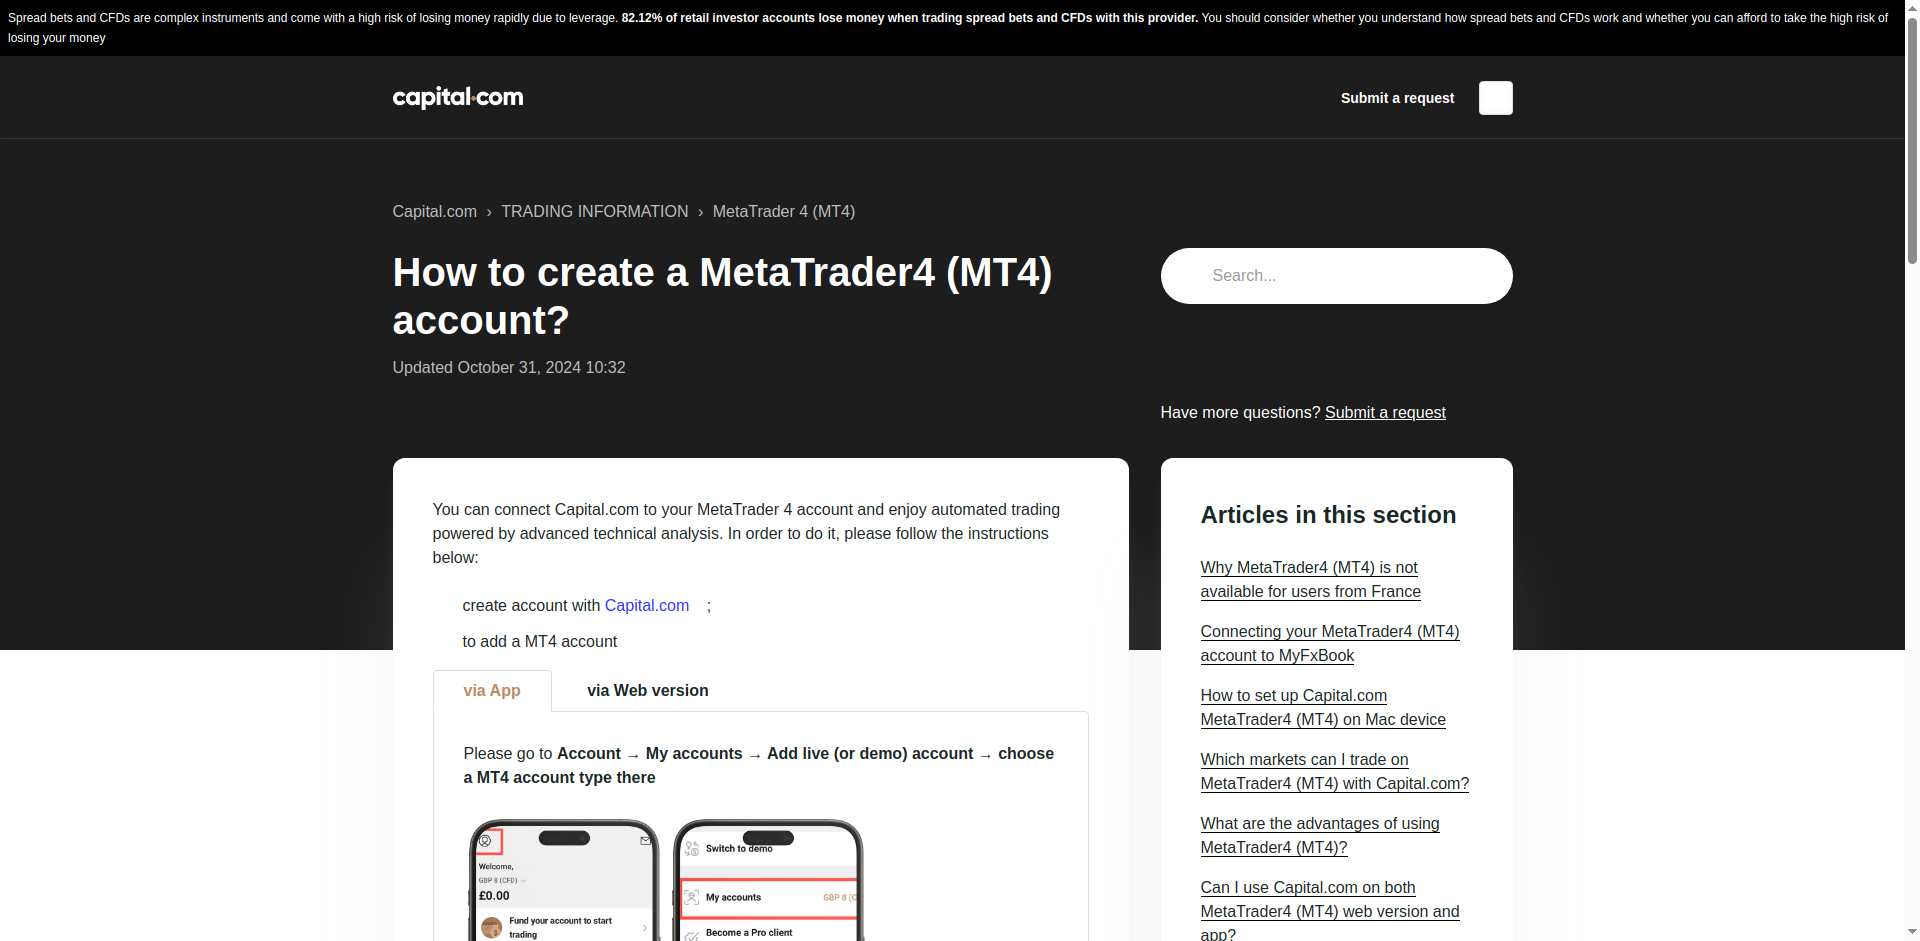 Spread bets and CFDs are complex instruments and come with a high risk of losing money rapidly due to leverage. 82.12% of retail investor accounts lose money when trading spread bets and CFDs with this provider. You should consider whether you understand how spread bets and CFDs work and whether you can afford to take the high risk of
losing your money
capital.com
Submit a request
Capital.com › TRADING INFORMATION › MetaTrader 4 (MT4)
How to create a MetaTrader4 (MT4)
account?
Search...
Updated October 31, 2024 10:32
Have more questions? Submit a request
You can connect Capital.com to your MetaTrader 4 account and enjoy automated trading
powered by advanced technical analysis. In order to do it, please follow the instructions
below:
create account with Capital.com ;
to add a MT4 account
via App
via Web version
Please go to Account → My accounts → Add live (or demo) account → choose
a MT4 account type there
Welcome,
GBP 8 (CFD)
£0.00
Fund your account to start
trading
Switch to demo
My accounts
GBP 8 (C
Become a Pro client
Articles in this section
Why MetaTrader4 (MT4) is not
available for users from France
Connecting your MetaTrader4 (MT4)
account to MyFxBook
How to set up Capital.com
MetaTrader4 (MT4) on Mac device
Which markets can I trade on
MetaTrader4 (MT4) with Capital.com?
What are the advantages of using
MetaTrader4 (MT4)?
Can I use Capital.com on both
MetaTrader4 (MT4) web version and
app?